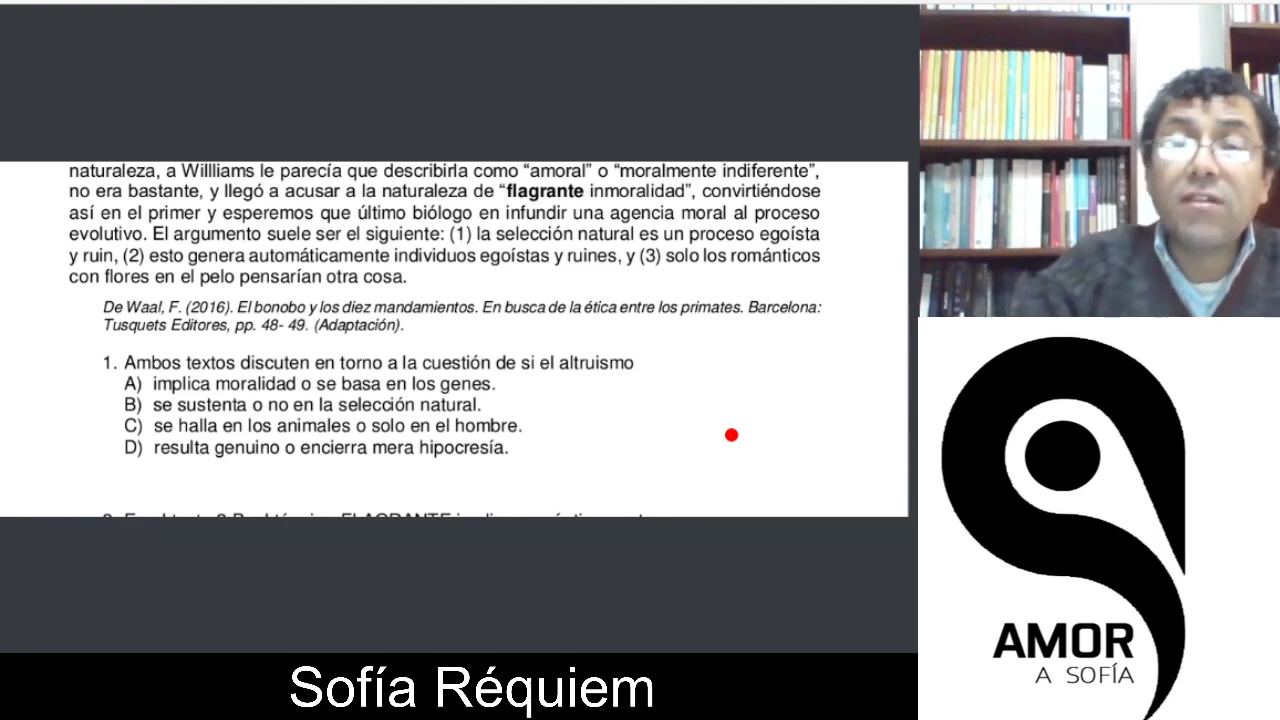 naturaleza, a Willliams le parecía que describirla como “amoral” o “moralmente indiferente”,
no era bastante, y llegó a acusar a la naturaleza de “flagrante inmoralidad”, convirtiéndose
así en el primer y esperemos que último biólogo en infundir una agencia moral al proceso
evolutivo. El argumento suele ser el siguiente: (1) la selección natural es un proceso egoísta
y ruin, (2) esto genera automáticamente individuos egoístas y ruines, y (3) solo los románticos
con flores en el pelo pensarían otra cosa.
De Waal, F. (2016). El bonobo y los diez mandamientos. En busca de la ética entre los primates. Barcelona:
Tusquets Editores, pp. 48- 49. (Adaptación).
1. Ambos textos discuten en torno a la cuestión de si el altruismo
A) implica moralidad o se basa en los genes.
B) se sustenta o no en la selección natural.
C) se halla en los animales o solo en el hombre.
D) resulta genuino o encierra mera hipocresía.
AMOR
A SOFÍA
Sofía Réquiem